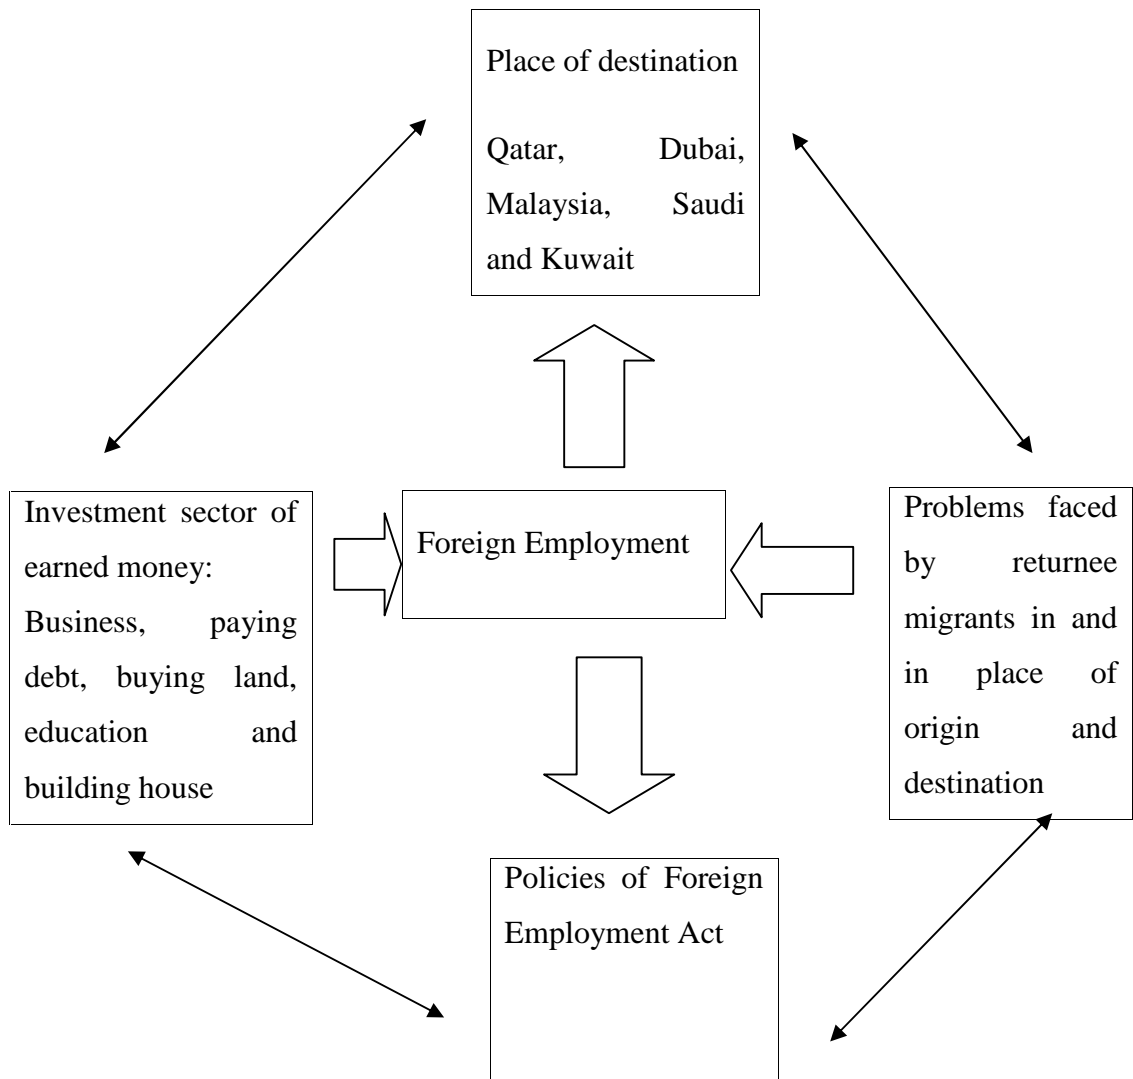 Place of destination
Qatar, Dubai,
Malaysia, Saudi
and Kuwait
Investment sector of
earned money:
Business, paying
debt, buying land,
education and
building house
Foreign Employment
Problems faced
by returnee
migrants in and
in place of
origin and
destination
Policies of Foreign
Employment Act